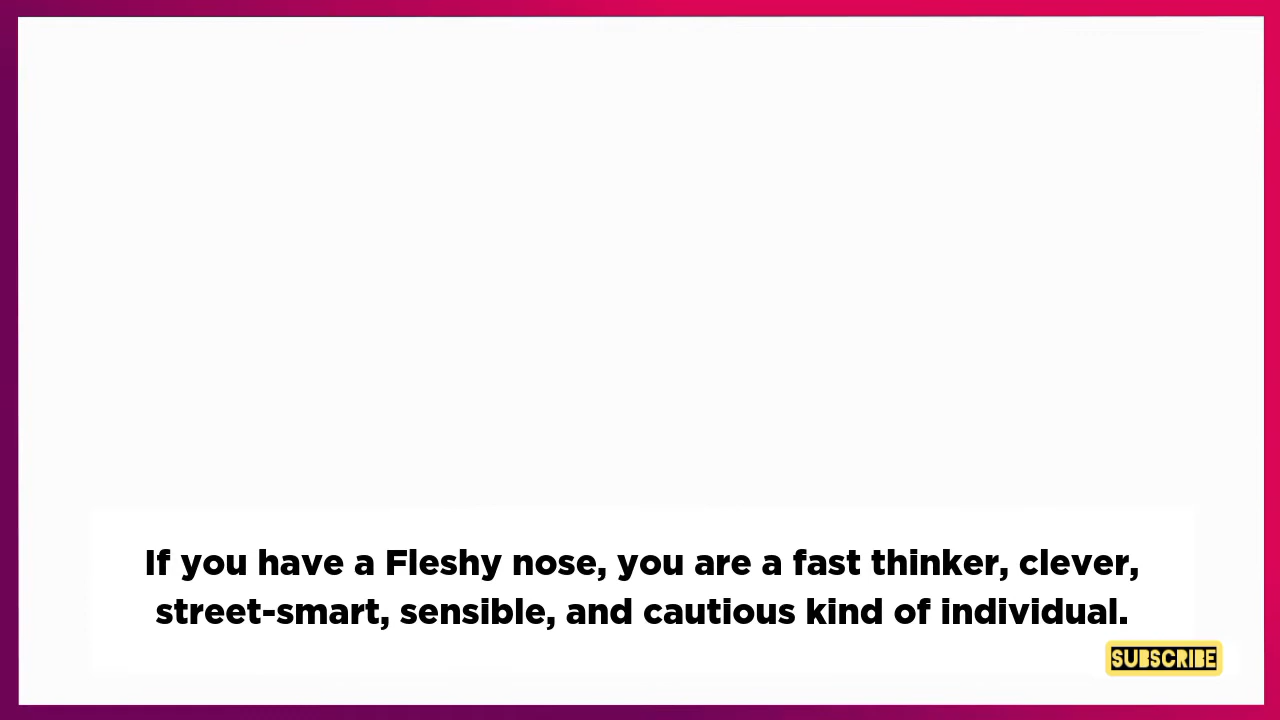 If you have a Fleshy nose, you are a fast thinker, clever,
street-smart, sensible, and cautious kind of individual.
SUBSCRIBE